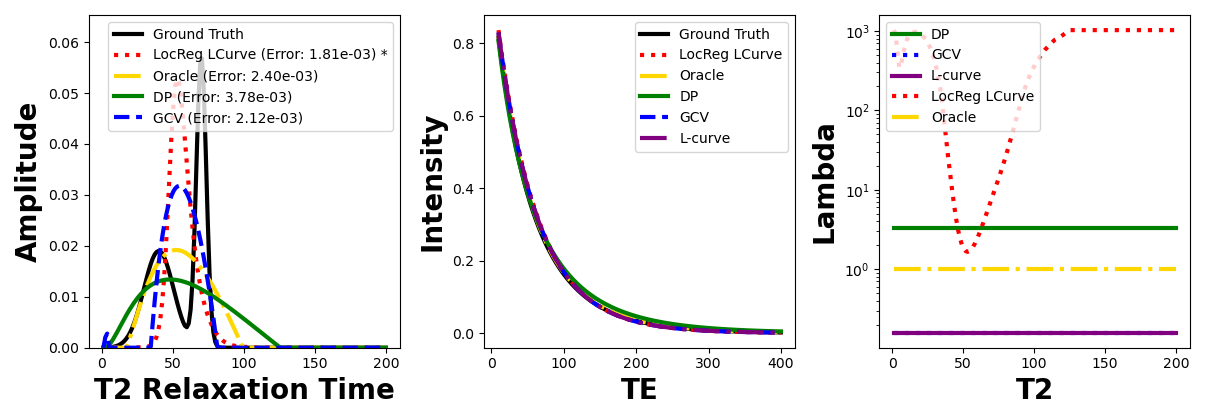 Amplitude
0.06
0.05
0.04
0.03
0.02
0.01
0.00
Ground Truth
LocReg LCurve (Error: 1.81e-03) *
Oracle (Error: 2.40e-03)
DP (Error: 3.78e-03)
GCV (Error: 2.12e-03)
0 50 100 150 200
T2 Relaxation Time
Intensity
0.8
0.6
0.4
0.2
0.0
Ground Truth
LocReg LCurve
Oracle
DP
GCV
L-curve
0 100 200 300 400
TE
Lambda
10³
10²
10¹
10⁰
DP
GCV
L-curve
LocReg LCurve
Oracle
0 50 100 150 200
T2